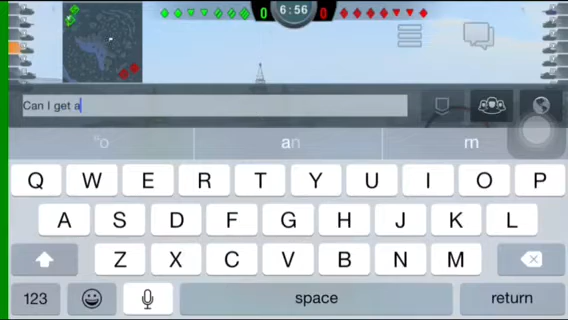 0 6:56 0
Can I get a
"o an m
Q W E R T Y U I O P
A S D F G H J K L
Z X C V B N M
123 space return